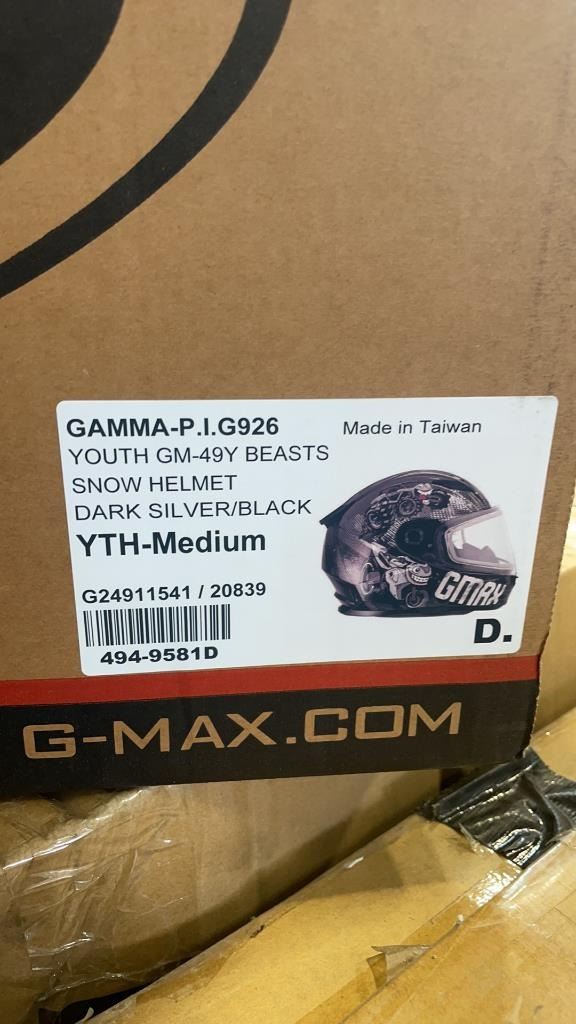 GAMMA-P.I.G926 Made in Taiwan
YOUTH GM-49Y BEASTS
SNOW HELMET
DARK SILVER/BLACK
YTH-Medium
G24911541 / 20839
494-9581D
GMAX
D.
G-MAX.COM